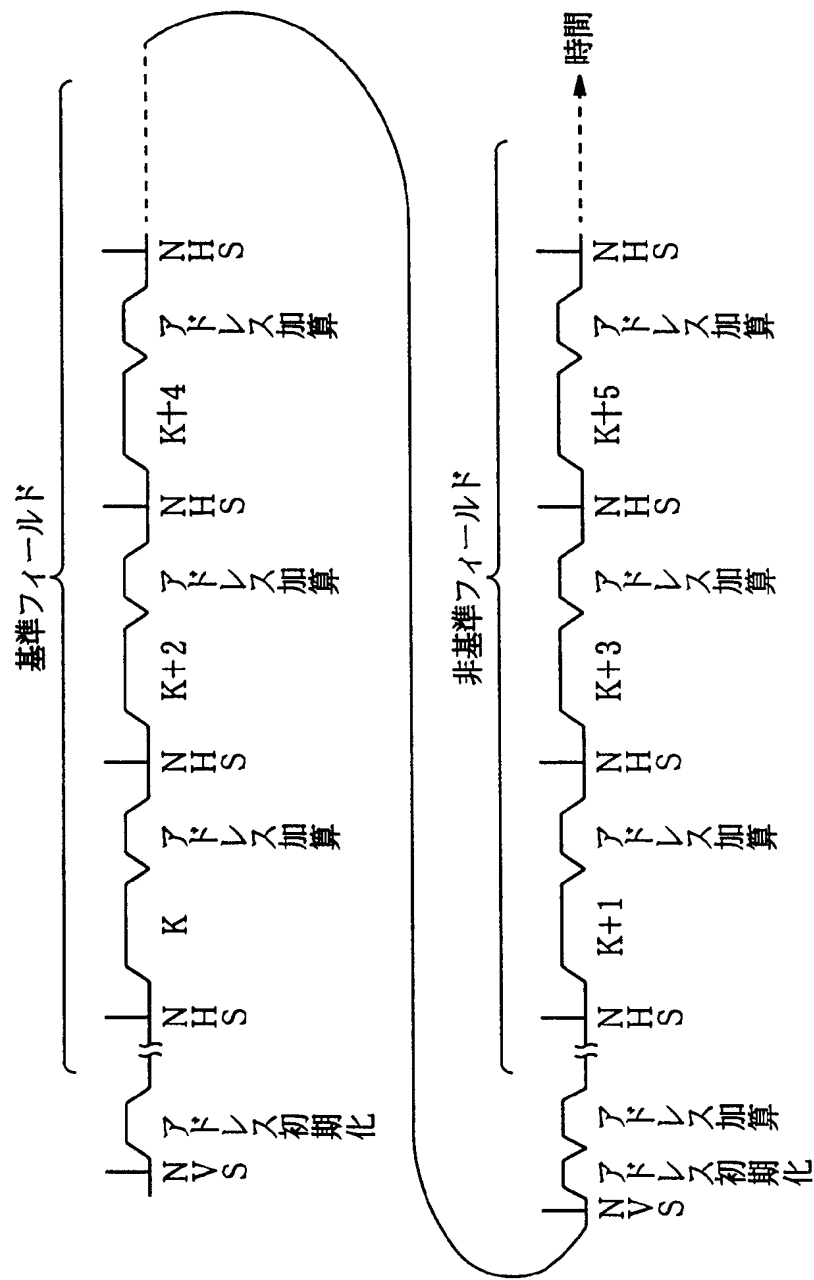 基準フィールド
NVS
アドレス初期化
NHS
K
アドレス加算
NHS
K+2
アドレス加算
NHS
K+4
アドレス加算
NHS
非基準フィールド
NVS
アドレス初期化
アドレス加算
NHS
K+1
アドレス加算
NHS
K+3
アドレス加算
NHS
K+5
アドレス加算
NHS
時間